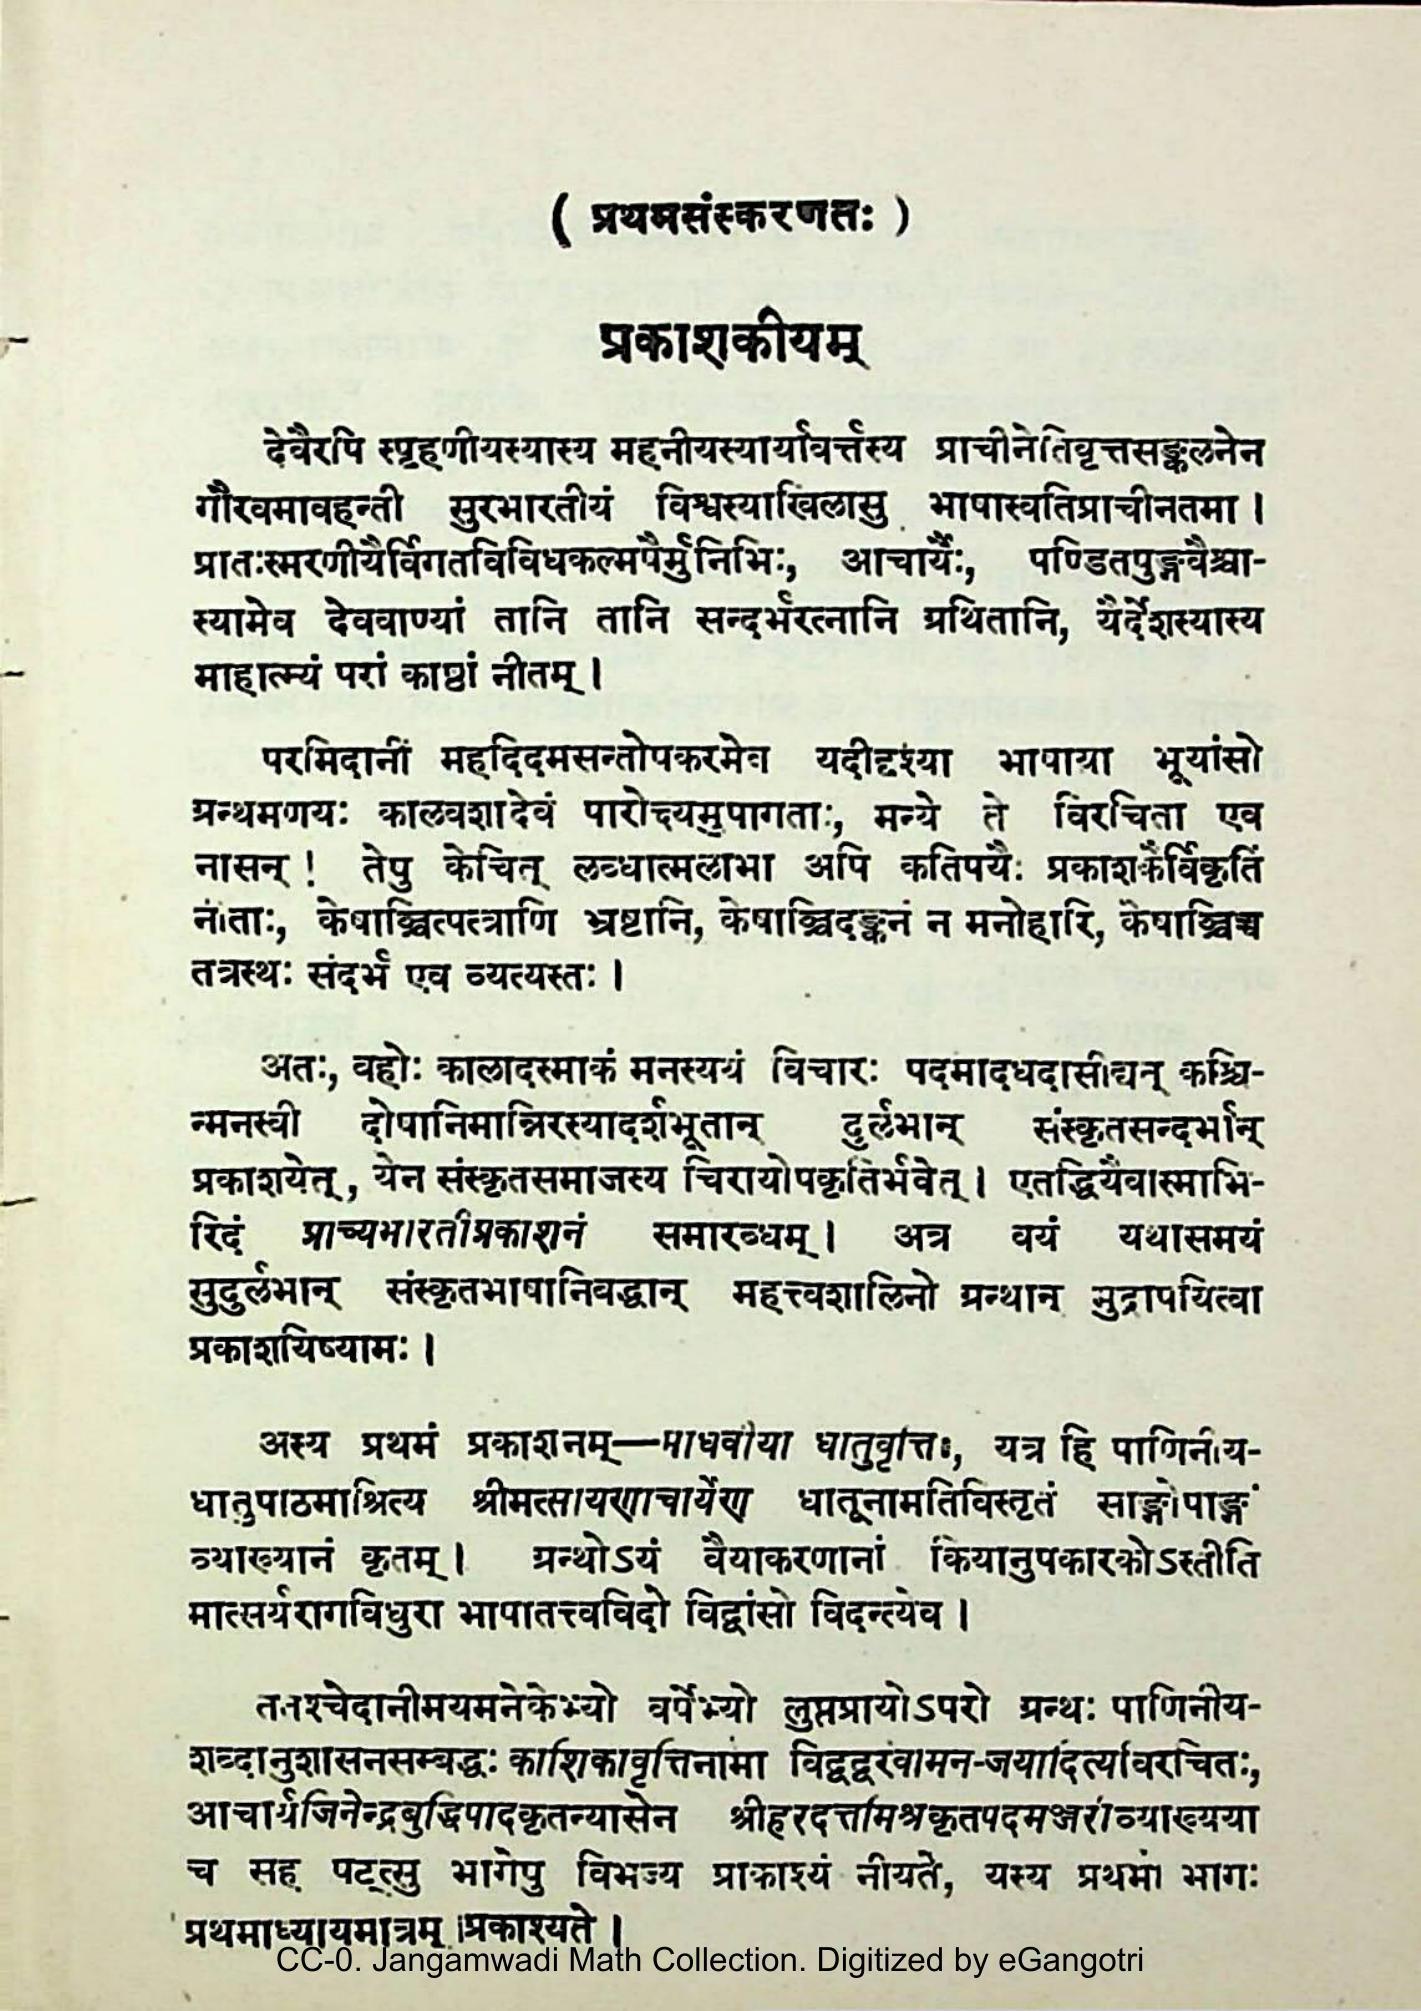 ( प्रथमसंस्करणतः )
प्रकाशकीयम्
देवैरपि स्पृहणीयस्यास्य महनीयस्यार्यावर्त्तस्य प्राचीनेतिवृत्तसङ्कलनेन
गौरवमावहन्ती सुरभारतीयं विश्वस्याखिलासु भाषास्वतिप्राचीनतमा ।
प्रातःस्मरणीयैर्विगतविविधकल्मषैर्मुनिभिः, आचार्यैः, पण्डितपुङ्गवैश्चा-
स्यामेव देववाण्यां तानि तानि सन्दर्भरत्नानि ग्रथितानि, यैर्देशस्यास्य
माहात्म्यं परां काष्ठां नीतम् ।
परमिदानीं महदिदमसन्तोपकरमेव यदीदृश्या भाषाया भूयांसो
ग्रन्थमणयः कालवशादेवं पारोक्ष्यमुपागताः, मन्ये ते विरचिता एव
नासन् ! तेषु केचित् लब्धात्मलाभा अपि कतिपयैः प्रकाशकैर्विकृतिं
नीताः, केषाञ्चित्पत्राणि भ्रष्टानि, केषाञ्चिदङ्कनं न मनोहारि, केषाञ्चिच्च
तत्रस्थः संदर्भ एव व्यत्यस्तः ।
अतः, बहोः कालादस्माकं मनस्ययं विचारः पदमादधदासीद्यन् कश्चि-
न्मनस्वी दोषानिमान्निरस्यादर्शभूतान् दुर्लभान् संस्कृतसन्दर्भान्
प्रकाशयेत्, येन संस्कृतसमाजस्य चिरायोपकृतिर्भवेत् । एतद्धियैवास्माभि-
रिदं प्राच्यभारतीप्रकाशनं समारब्धम् । अत्र वयं यथासमयं
सुदुर्लभान् संस्कृतभाषानिबद्धान् महत्त्वशालिनो ग्रन्थान् मुद्रापयित्वा
प्रकाशयिष्यामः ।
अस्य प्रथमं प्रकाशनम्—माधवीया धातुवृत्तिः, यत्र हि पाणिनीय-
धातुपाठमाश्रित्य श्रीमत्सायणाचार्येण धातूनामतिविस्तृतं साङ्गोपाङ्गं
व्याख्यानं कृतम् । ग्रन्थोऽयं वैयाकरणानां कियानुपकारकोऽस्तीति
मात्सर्यरागविधुरा भाषातत्त्वविदो विद्वांसो विदन्त्येव ।
ततश्चेदानीमयमनेकेभ्यो वर्षेभ्यो लुप्तप्रायोऽपरो ग्रन्थः पाणिनीय-
शब्दानुशासनसम्बद्धः काशिकावृत्तिनामा विद्वद्वरवामन-जयादित्यविरचितः,
आचार्यजिनेन्द्रबुद्धिपादकृतन्यासेन श्रीहरदत्तमिश्रकृतपदमञ्जरीव्याख्यया
च सह षट्त्सु भागेषु विभज्य प्राकाश्यं नीयते, यस्य प्रथमो भागः
प्रथमाध्यायमात्रम् प्रकाश्यते ।
CC-0. Jangamwadi Math Collection. Digitized by eGangotri